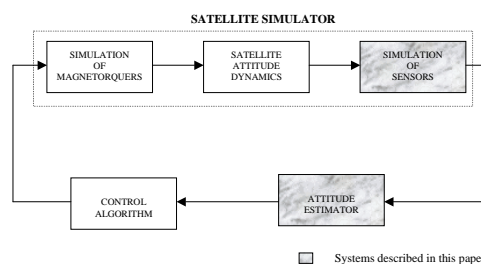 SATELLITE SIMULATOR
SIMULATION
OF
MAGNETORQUERS
SATELLITE
ATTITUDE
DYNAMICS
SIMULATION
OF
SENSORS
CONTROL
ALGORITHM
ATTITUDE
ESTIMATOR
Systems described in this pape